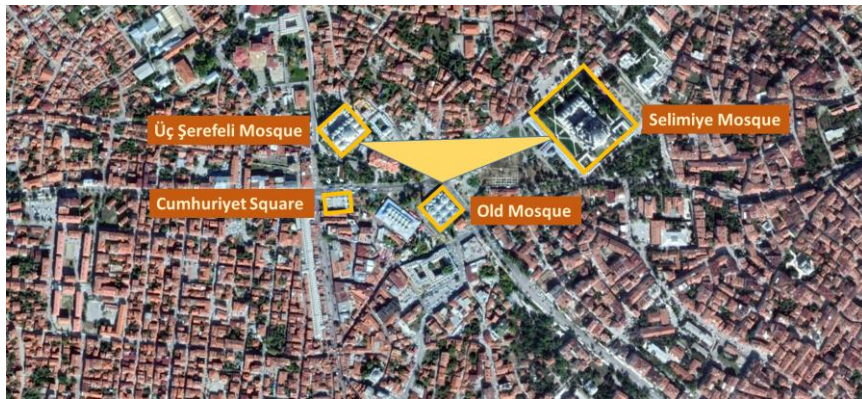 Üç Şerefeli Mosque
Selimiye Mosque
Cumhuriyet Square
Old Mosque